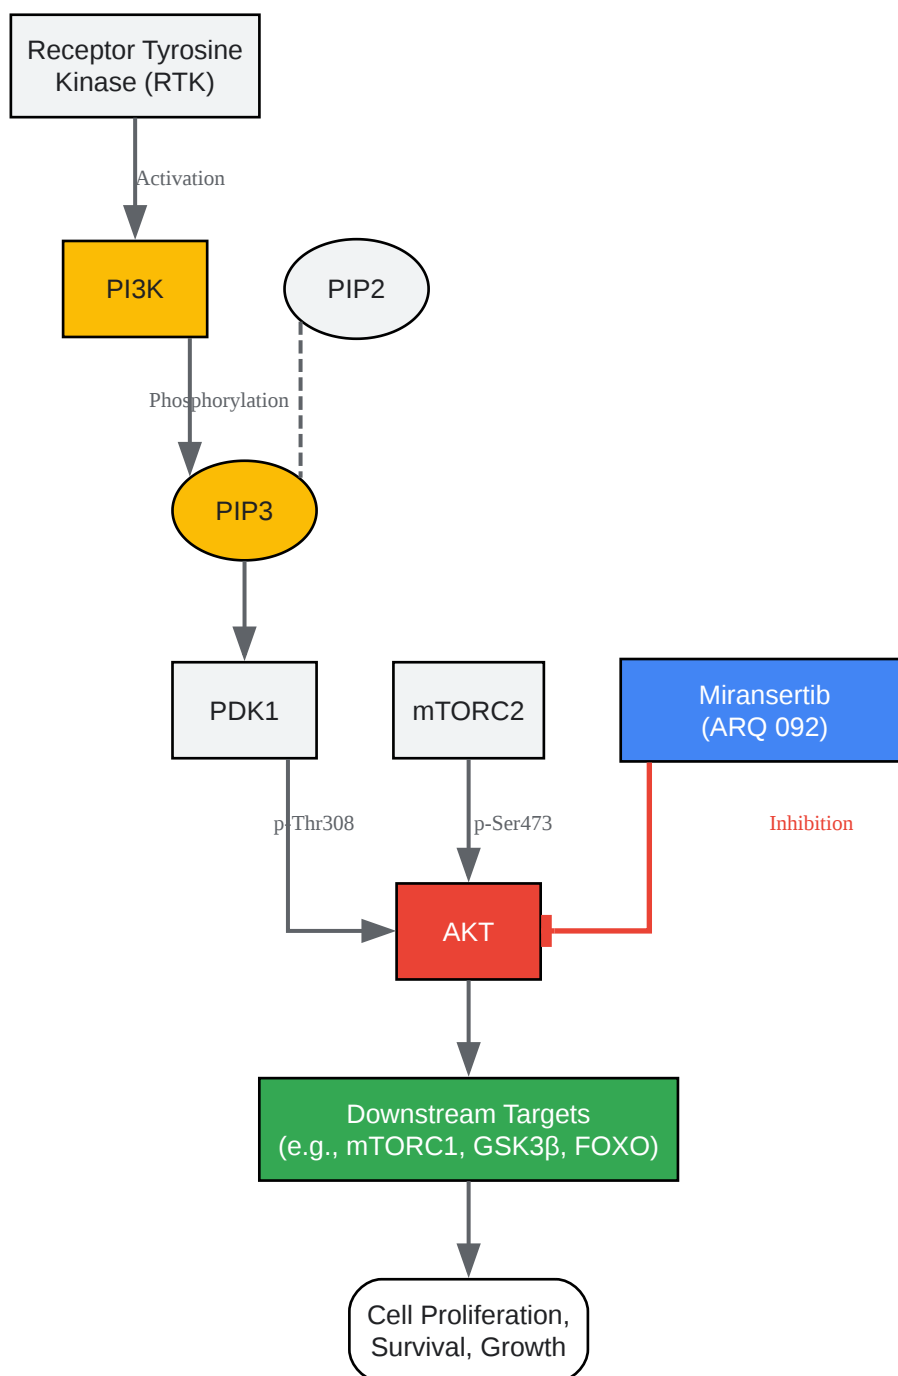 Receptor Tyrosine
Kinase (RTK)
Activation
PI3K
PIP2
Phosphorylation
PIP3
PDK1
mTORC2
Miransertib
(ARQ 092)
p-Thr308
p-Ser473
Inhibition
AKT
Downstream Targets
(e.g., mTORC1, GSK3β, FOXO)
Cell Proliferation,
Survival, Growth